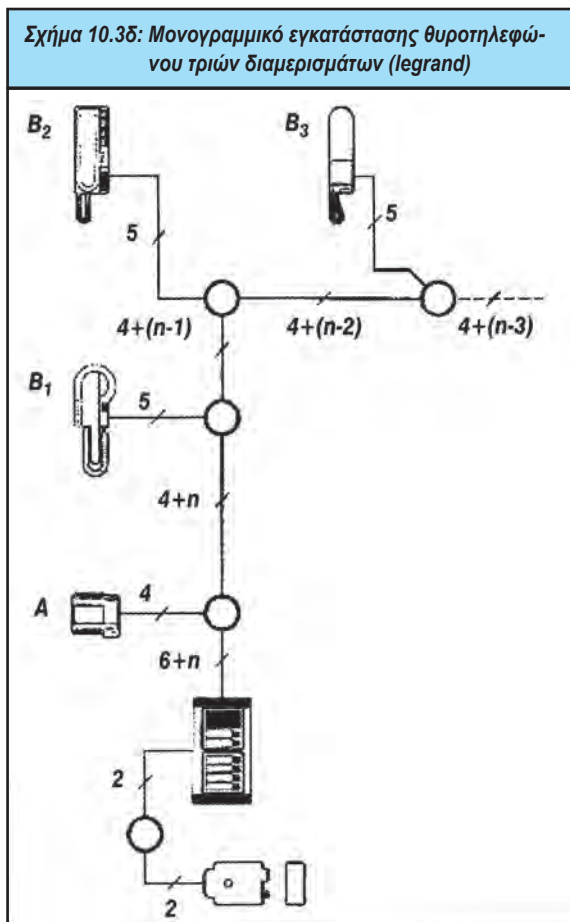 Σχήμα 10.3δ: Μονογραμμικό εγκατάστασης θυροτηλεφώ-
νου τριών διαμερισμάτων (legrand)
B2
B3
5
5
4+(n-1)
4+(n-2)
4+(n-3)
B1
5
4+n
A
4
6+n
2
2